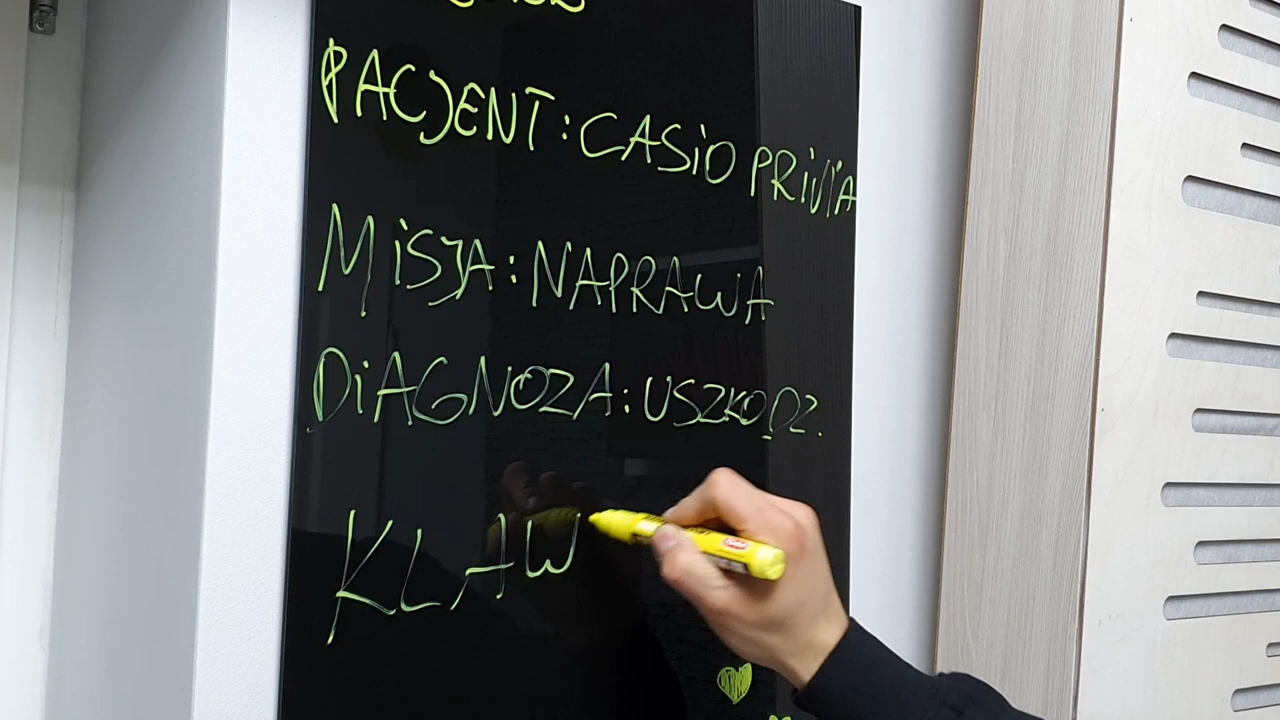 PACJENT: CASIO PRIVIA
MiSJA: NAPRAWA
DiAGNOZA: USZKODZ.
KLAW